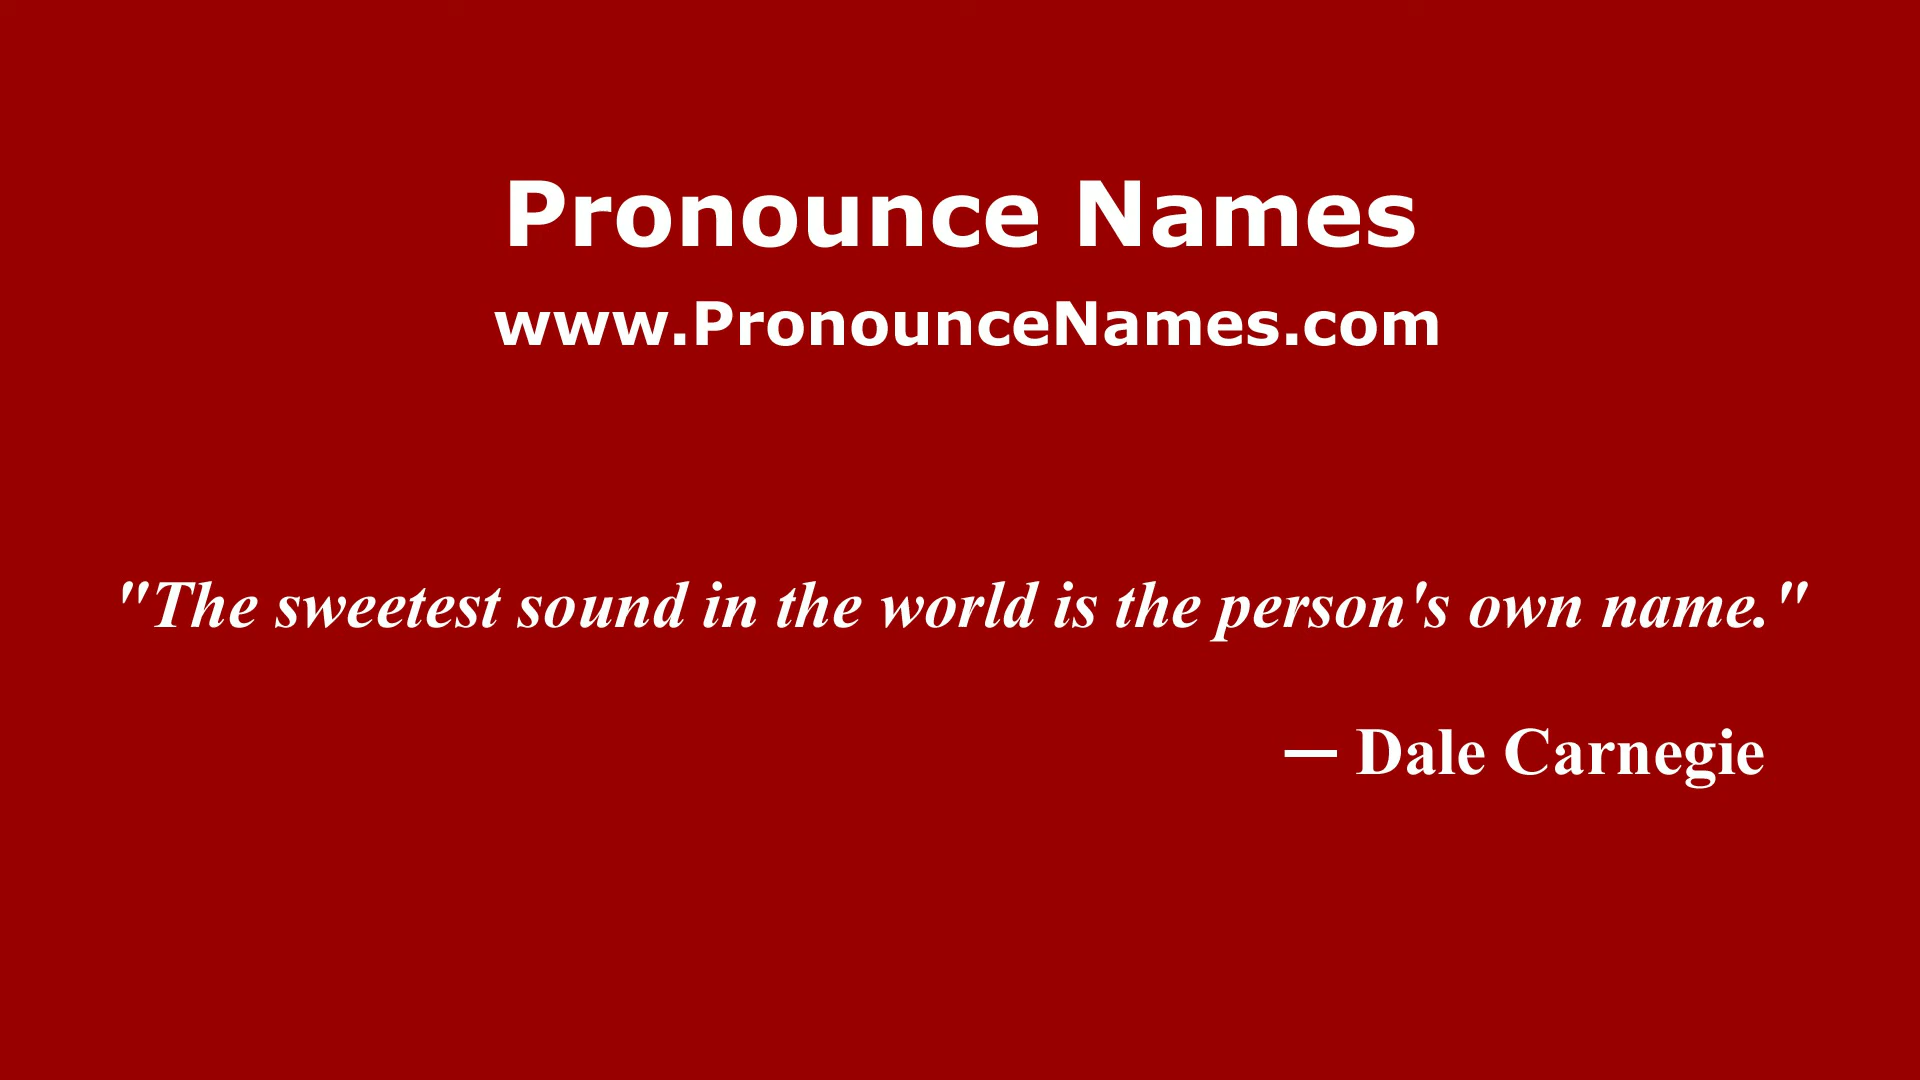 Pronounce Names
www.PronounceNames.com
"The sweetest sound in the world is the person's own name."
— Dale Carnegie